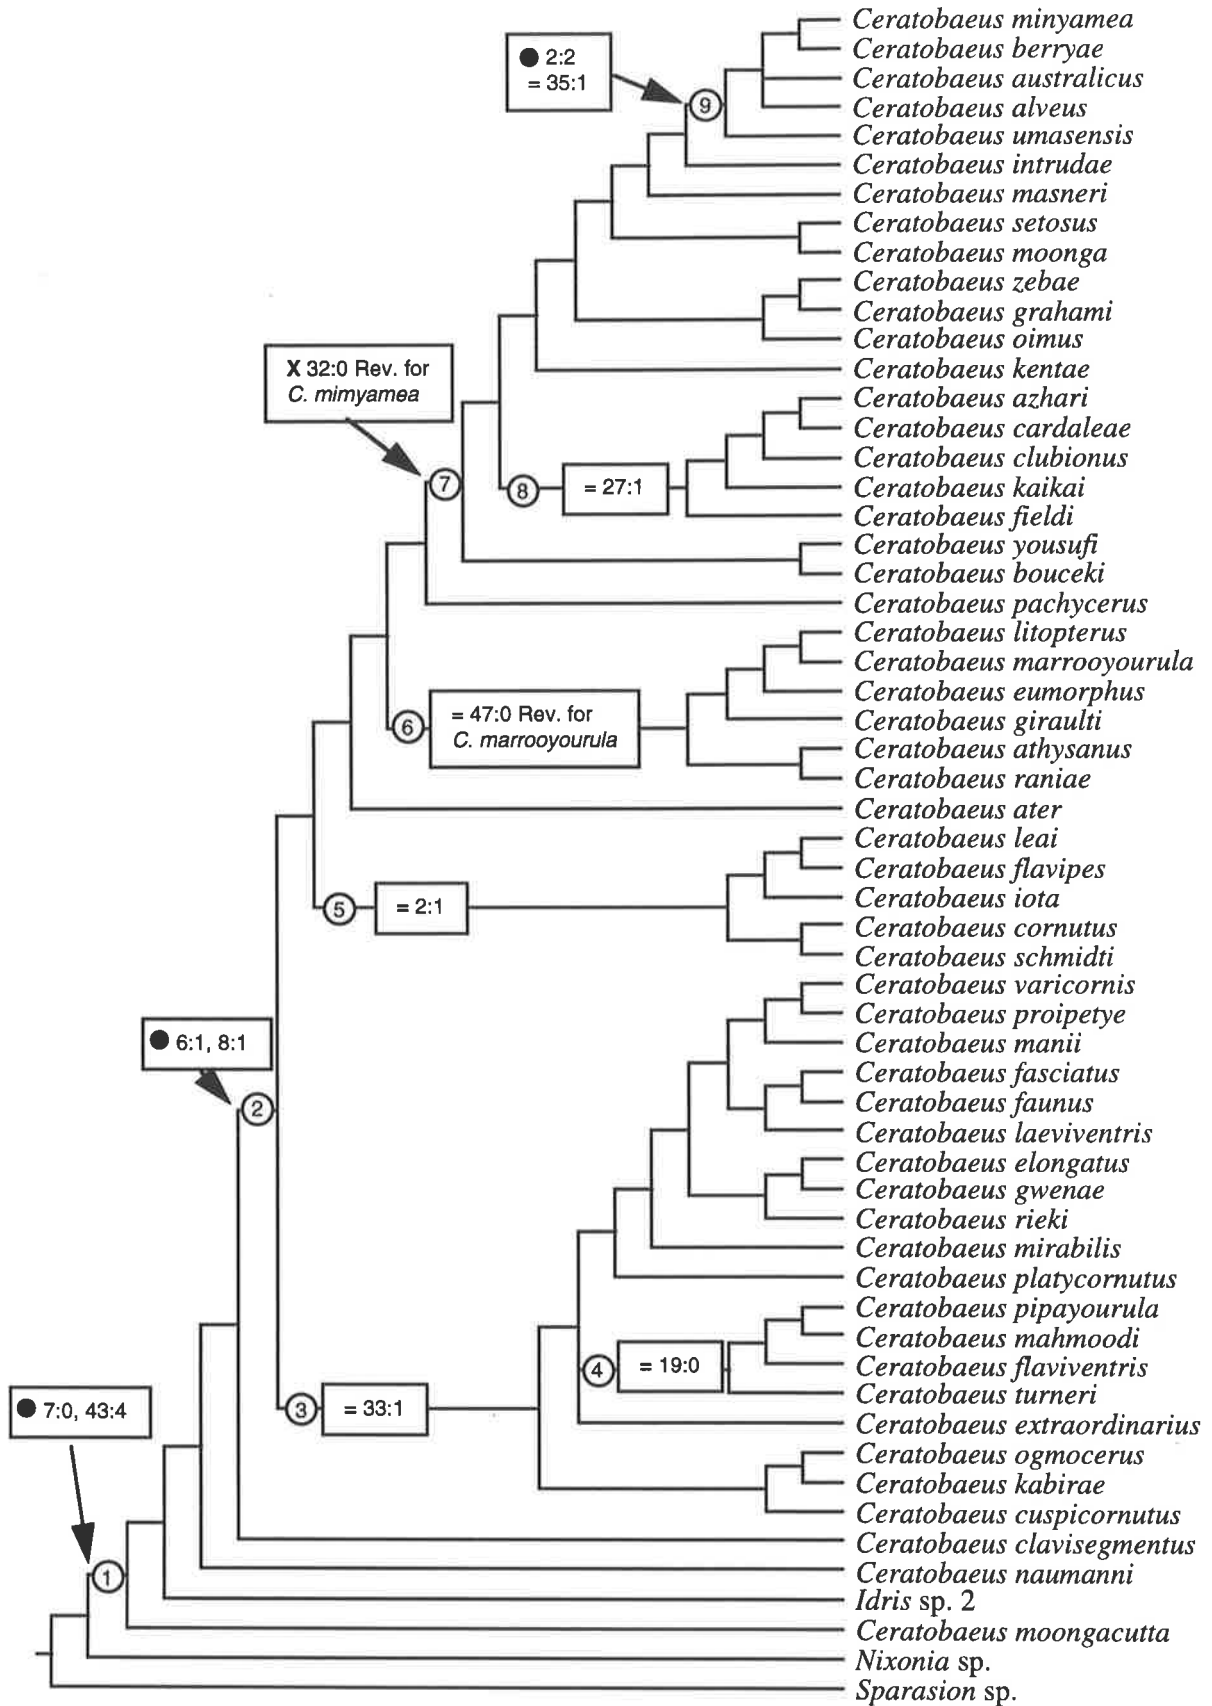 Ceratobaeus minyamea
Ceratobaeus berryae
Ceratobaeus australicus
Ceratobaeus alveus
Ceratobaeus umasensis
Ceratobaeus intrudae
Ceratobaeus masneri
Ceratobaeus setosus
Ceratobaeus moonga
Ceratobaeus zebae
Ceratobaeus grahami
Ceratobaeus oimus
Ceratobaeus kentae
Ceratobaeus azhari
Ceratobaeus cardaleae
Ceratobaeus clubionus
Ceratobaeus kaikai
Ceratobaeus fieldi
Ceratobaeus yousufi
Ceratobaeus bouceki
Ceratobaeus pachycerus
Ceratobaeus litopterus
Ceratobaeus marrooyourula
Ceratobaeus eumorphus
Ceratobaeus giraulti
Ceratobaeus athysanus
Ceratobaeus raniae
Ceratobaeus ater
Ceratobaeus leai
Ceratobaeus flavipes
Ceratobaeus iota
Ceratobaeus cornutus
Ceratobaeus schmidti
Ceratobaeus varicornis
Ceratobaeus proipetye
Ceratobaeus manii
Ceratobaeus fasciatus
Ceratobaeus faunus
Ceratobaeus laeviventris
Ceratobaeus elongatus
Ceratobaeus gwenae
Ceratobaeus rieki
Ceratobaeus mirabilis
Ceratobaeus platycornutus
Ceratobaeus pipayourula
Ceratobaeus mahmoodi
Ceratobaeus flaviventris
Ceratobaeus turneri
Ceratobaeus extraordinarius
Ceratobaeus ogmocerus
Ceratobaeus kabirae
Ceratobaeus cuspicornutus
Ceratobaeus clavisegmentus
Ceratobaeus naumanni
Idris sp. 2
Ceratobaeus moongacutta
Nixonia sp.
Sparasion sp.
● 2:2
= 35:1
9
X 32:0 Rev. for
C. mimyamea
7
8
= 27:1
6
= 47:0 Rev. for
C. marrooyourula
5
= 2:1
● 6:1, 8:1
2
4
= 19:0
3
= 33:1
● 7:0, 43:4
1